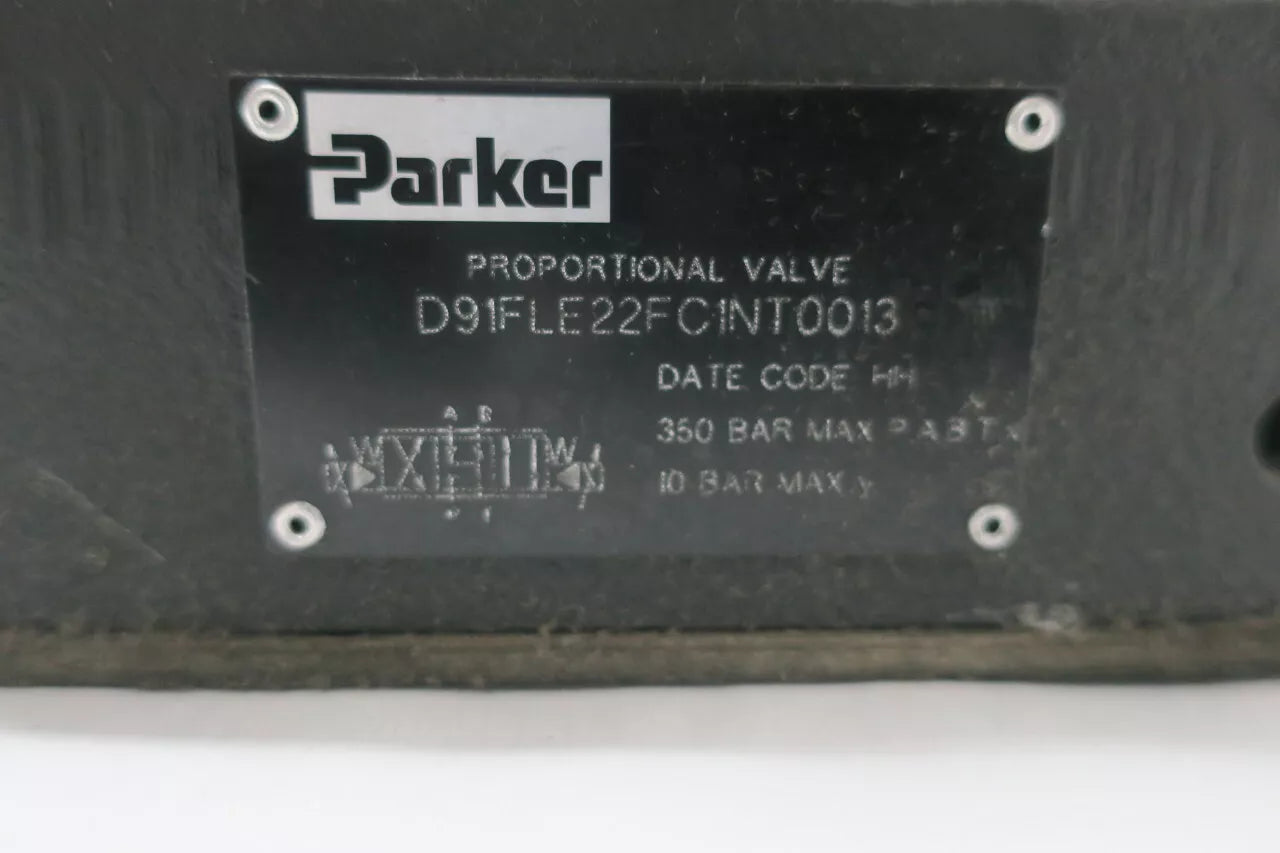 Parker
PROPORTIONAL VALVE
D91FLE22FC1NT0013
DATE CODE HH
350 BAR MAX P.A.B.T.X
10 BAR MAX.y
A B